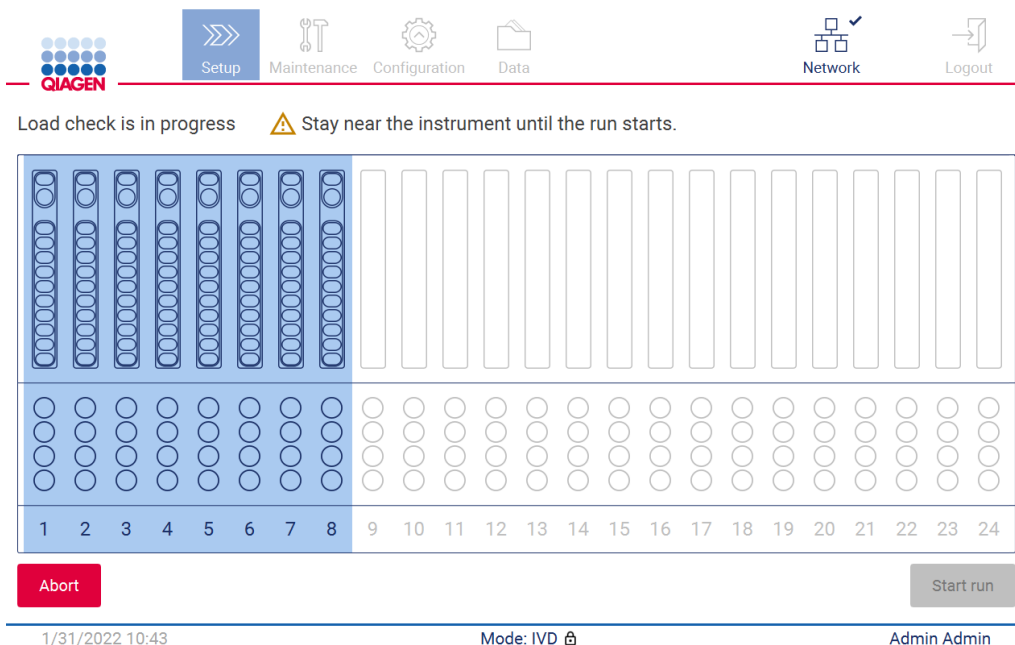 QIAGEN
Setup
Maintenance
Configuration
Data
Network
Logout
Load check is in progress
Stay near the instrument until the run starts.
1 2 3 4 5 6 7 8 9 10 11 12 13 14 15 16 17 18 19 20 21 22 23 24
Abort
Start run
1/31/2022 10:43
Mode: IVD
Admin Admin